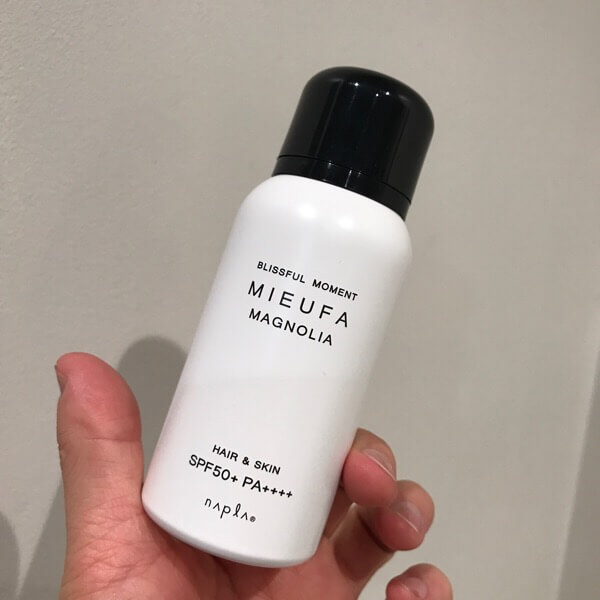 BLISSFUL MOMENT
MIEUFA
MAGNOLIA
HAIR & SKIN
SPF50+ PA++++
napla®